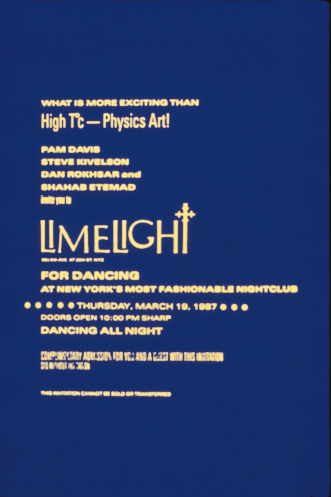 WHAT IS MORE EXCITING THAN
High T°c — Physics Art!
PAM DAVIS
STEVE KIVELSON
DAN ROKHSAR and
SHAHAB ETEMAD
invite you to
LIMELIGHT
FOR DANCING
AT NEW YORK'S MOST FASHIONABLE NIGHTCLUB
● ● ● ● ● THURSDAY, MARCH 19, 1987 ● ● ●
DOORS OPEN 10:00 PM SHARP
DANCING ALL NIGHT
COMPLIMENTARY ADMISSION FOR YOU AND A GUEST WITH THIS INVITATION
THIS INVITATION CANNOT BE SOLD OR TRANSFERRED